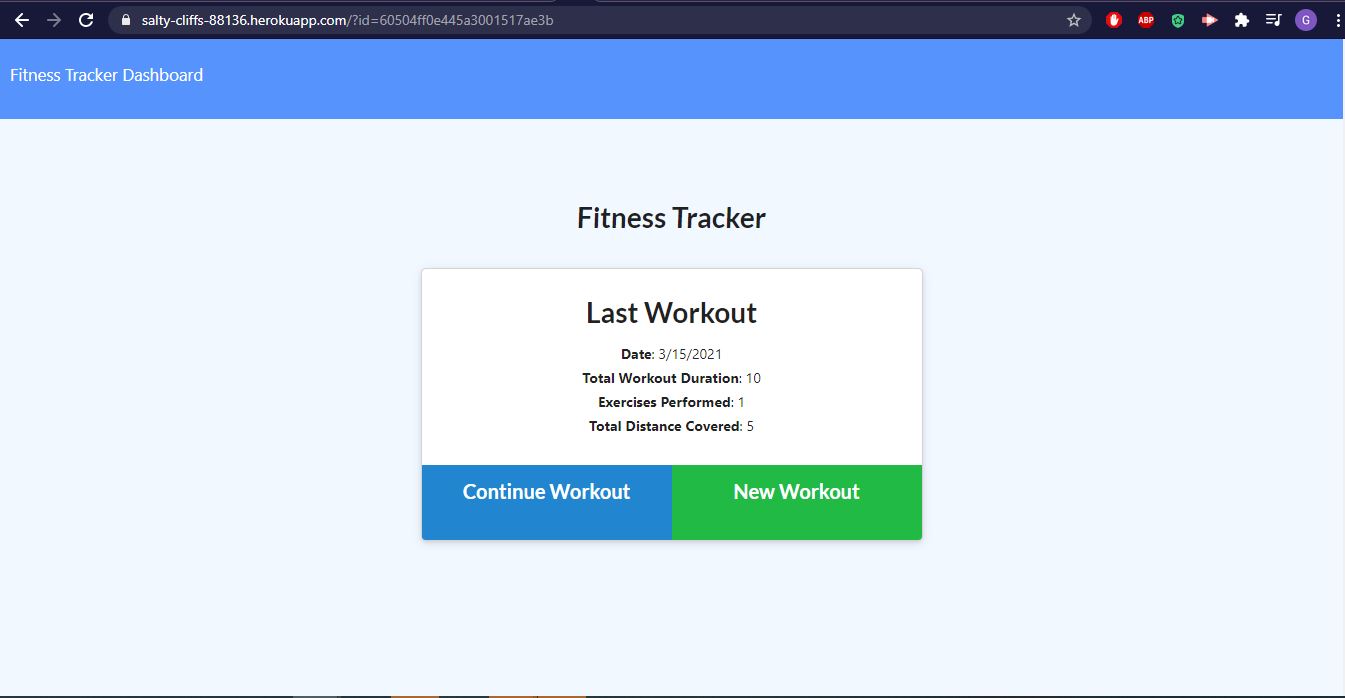 salty-cliffs-88136.herokuapp.com/?id=60504ff0e445a3001517ae3b
ABP
G
Fitness Tracker Dashboard
Fitness Tracker
Last Workout
Date: 3/15/2021
Total Workout Duration: 10
Exercises Performed: 1
Total Distance Covered: 5
Continue Workout New Workout